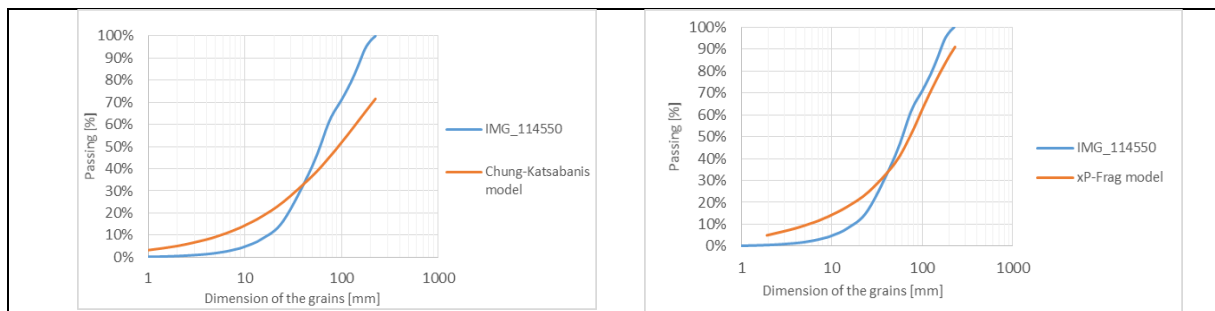 100%
90%
80%
70%
60%
50%
40%
30%
20%
10%
0%
Passing [%]
1 10 100 1000
Dimension of the grains [mm]
IMG_114550
Chung-Katsabanis
model
100%
90%
80%
70%
60%
50%
40%
30%
20%
10%
0%
Passing [%]
1 10 100 1000
Dimension of the grains [mm]
IMG_114550
xP-Frag model